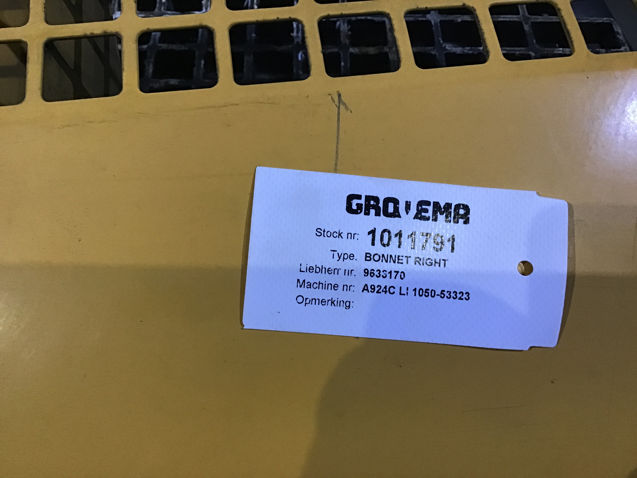 GROVEMA
Stock nr: 1011791
Type. BONNET RIGHT
Liebherr nr. 9633170
Machine nr: A924C LI 1050-53323
Opmerking: